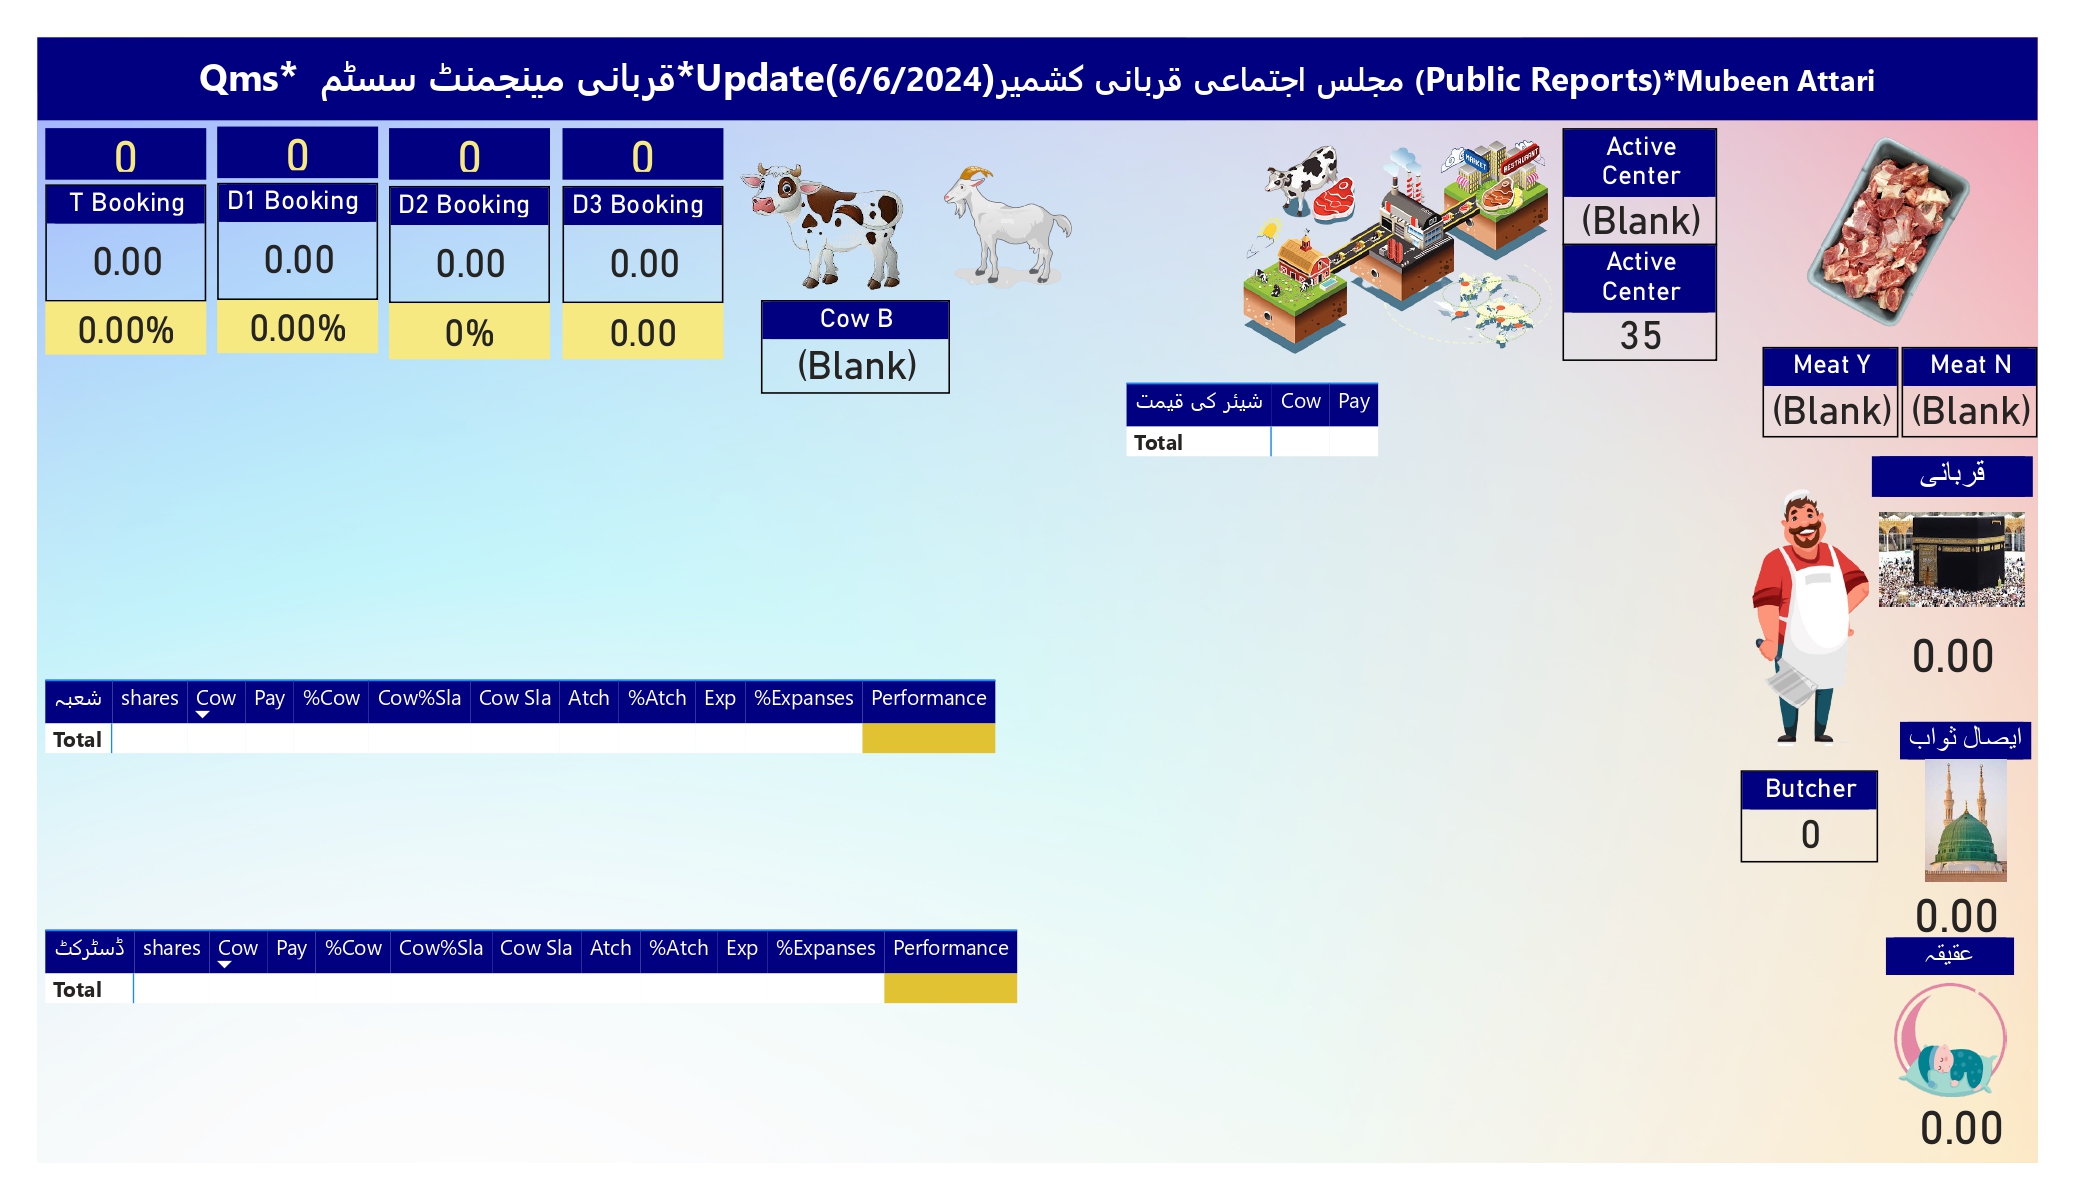 Qms* قربانی مینجمنٹ سسٹم*Update(6/6/2024)مجلس اجتماعی قربانی کشمیر (Public Reports)*Mubeen Attari
0
T Booking
0.00
0.00%
0
D1 Booking
0.00
0.00%
0
D2 Booking
0.00
0%
0
D3 Booking
0.00
0.00
Cow B
(Blank)
MARKET
RESTAURANT
Active
Center
(Blank)
Active
Center
35
Meat Y
(Blank)
Meat N
(Blank)
شیئر کی قیمت Cow Pay
Total
قربانی
0.00
شعبہ shares Cow Pay %Cow Cow%Sla Cow Sla Atch %Atch Exp %Expanses Performance
Total
ایصال ثواب
0.00
Butcher
0
ڈسٹرکٹ shares Cow Pay %Cow Cow%Sla Cow Sla Atch %Atch Exp %Expanses Performance
Total
عقیقہ
0.00